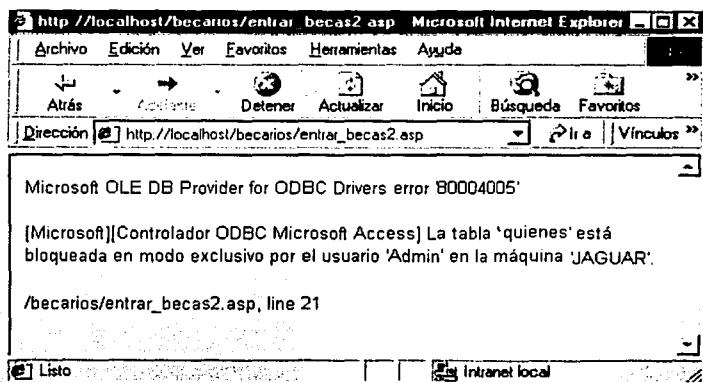 http //localhost/becarios/entrar_becas2 asp Microsoft Internet Explorer
Archivo Edición Ver Favoritos Herramientas Ayuda
Atrás Adelante Detener Actualizar Inicio Búsqueda Favoritos »
Dirección http://localhost/becarios/entrar_becas2.asp Ir a Vínculos »
Microsoft OLE DB Provider for ODBC Drivers error '80004005'
[Microsoft][Controlador ODBC Microsoft Access] La tabla 'quienes' está
bloqueada en modo exclusivo por el usuario 'Admin' en la máquina 'JAGUAR'.
/becarios/entrar_becas2.asp, line 21
Listo Intranet local